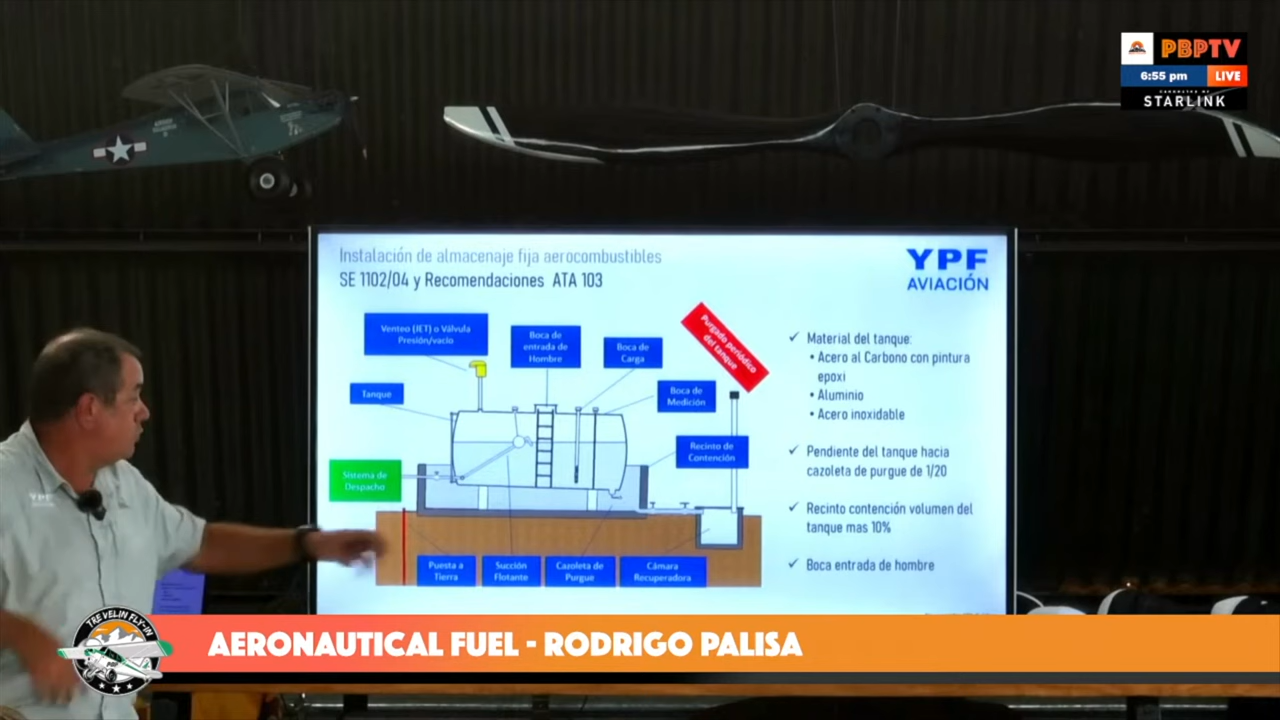 PBPTV
6:55 pm LIVE
STARLINK
Instalación de almacenaje fija aerocombustibles
SE 1102/04 y Recomendaciones ATA 103
YPF
AVIACIÓN
Venteo (JET) o Válvula
Presión/vacío
Boca de
entrada de
Hombre
Boca de
Carga
Purgado periódico
del tanque
Tanque
Boca de
Medición
Recinto de
Contención
Sistema de
Despacho
Puesta a
Tierra
Succión
Flotante
Cazoleta de
Purgue
Cámara
Recuperadora
✓ Material del tanque:
• Acero al Carbono con pintura
epoxi
• Aluminio
• Acero inoxidable
✓ Pendiente del tanque hacia
cazoleta de purgue de 1/20
✓ Recinto contención volumen del
tanque mas 10%
✓ Boca entrada de hombre
YPF
TREVELIN FLY-IN
AERONAUTICAL FUEL - RODRIGO PALISA